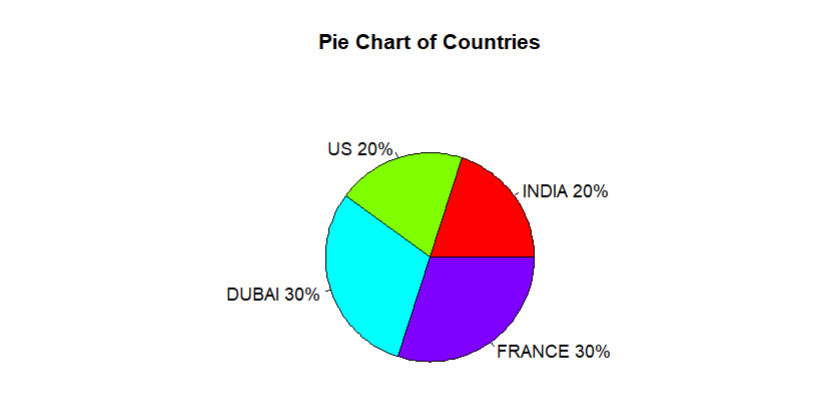 Pie Chart of Countries
US 20%
INDIA 20%
DUBAI 30%
FRANCE 30%